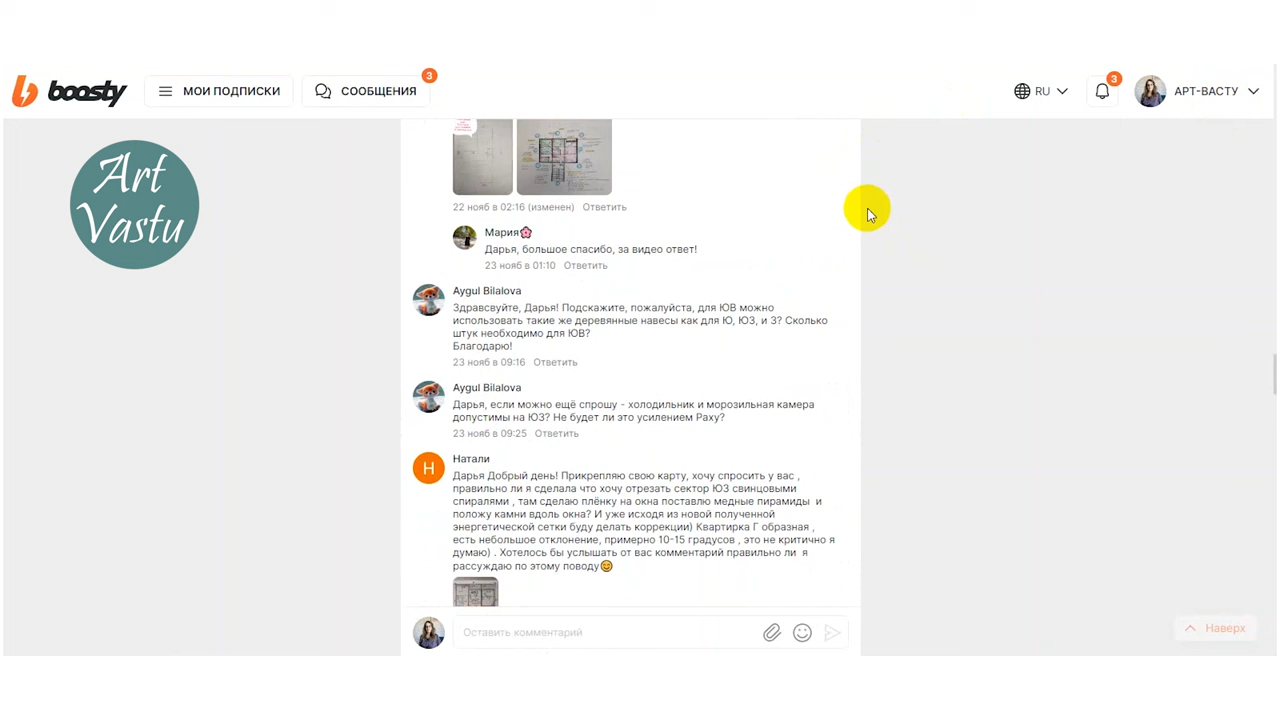 boosty
МОИ ПОДПИСКИ
СООБЩЕНИЯ
3
RU
3
АРТ-ВАСТУ
Art
Vastu
22 нояб в 02:16 (изменен) Ответить
Мария🌸
Дарья, большое спасибо, за видео ответ!
23 нояб в 01:10 Ответить
Aygul Bilalova
Здравсвуйте, Дарья! Подскажите, пожалуйста, для ЮВ можно
использовать такие же деревянные навесы как для Ю, ЮЗ, и З? Сколько
штук необходимо для ЮВ?
Благодарю!
23 нояб в 09:16 Ответить
Aygul Bilalova
Дарья, если можно ещё спрошу - холодильник и морозильная камера
допустимы на ЮЗ? Не будет ли это усилением Раху?
23 нояб в 09:25 Ответить
Н
Натали
Дарья Добрый день! Прикрепляю свою карту, хочу спросить у вас ,
правильно ли я сделала что хочу отрезать сектор ЮЗ свинцовыми
спиралями , там сделаю плёнку на окна поставлю медные пирамиды и
положу камни вдоль окна? И уже исходя из новой полученной
энергетической сетки буду делать коррекции) Квартирка Г образная ,
есть небольшое отклонение, примерно 10-15 градусов , это не критично я
думаю) . Хотелось бы услышать от вас комментарий правильно ли я
рассуждаю по этому поводу😊
Оставить комментарий
Наверх